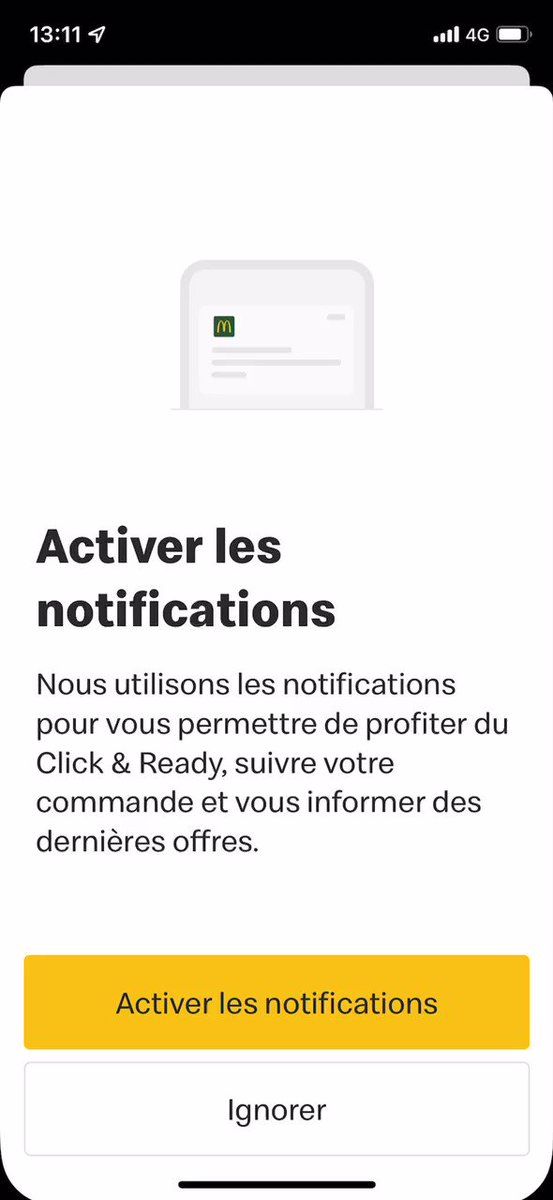 13:11
4G
Activer les
notifications
Nous utilisons les notifications
pour vous permettre de profiter du
Click & Ready, suivre votre
commande et vous informer des
dernières offres.
Activer les notifications
Ignorer